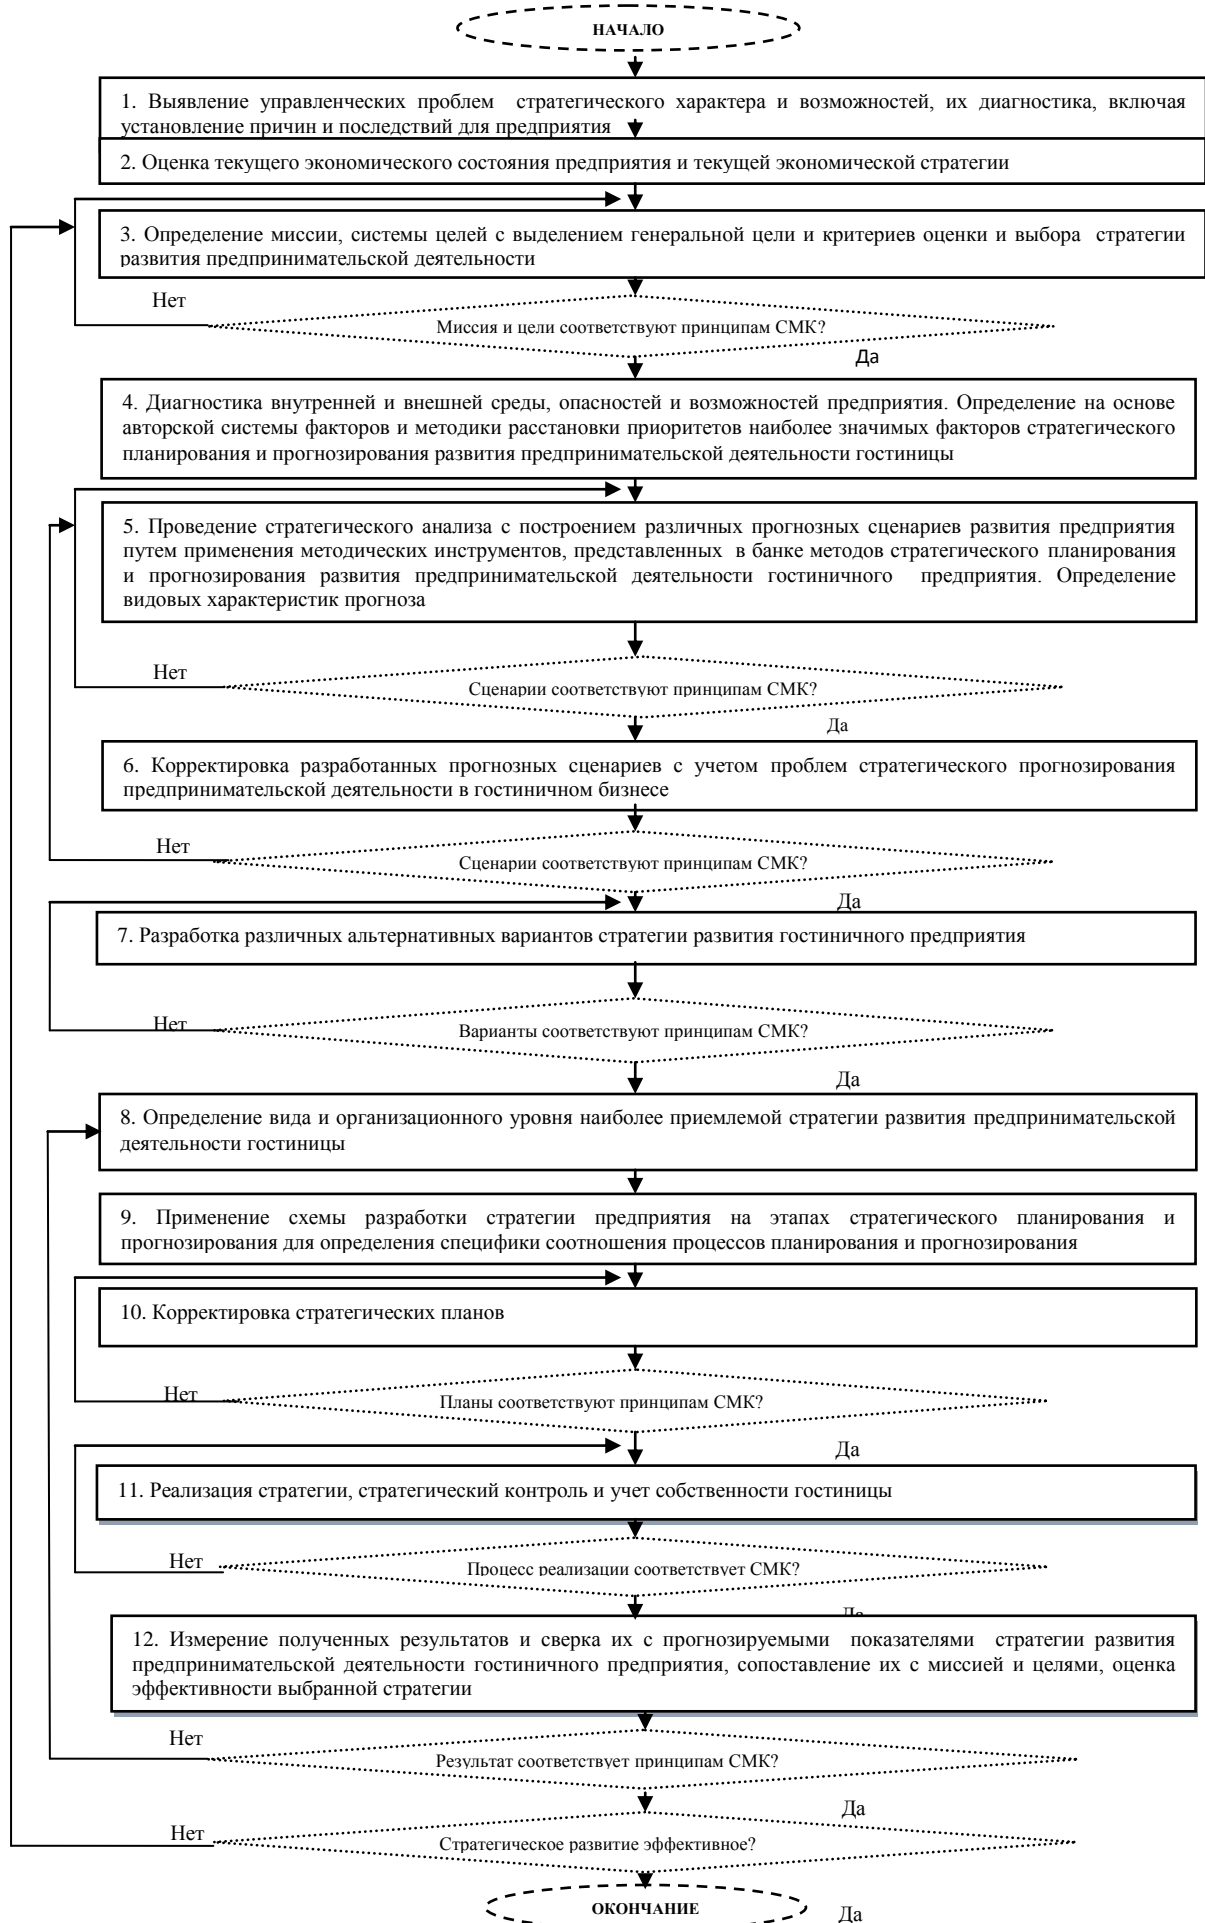 НАЧАЛО
1. Выявление управленческих проблем стратегического характера и возможностей, их диагностика, включая
установление причин и последствий для предприятия
2. Оценка текущего экономического состояния предприятия и текущей экономической стратегии
3. Определение миссии, системы целей с выделением генеральной цели и критериев оценки и выбора стратегии
развития предпринимательской деятельности
Нет
Миссия и цели соответствуют принципам СМК?
Да
4. Диагностика внутренней и внешней среды, опасностей и возможностей предприятия. Определение на основе
авторской системы факторов и методики расстановки приоритетов наиболее значимых факторов стратегического
планирования и прогнозирования развития предпринимательской деятельности гостиницы
5. Проведение стратегического анализа с построением различных прогнозных сценариев развития предприятия
путем применения методических инструментов, представленных в банке методов стратегического планирования
и прогнозирования развития предпринимательской деятельности гостиничного предприятия. Определение
видовых характеристик прогноза
Нет
Сценарии соответствуют принципам СМК?
Да
6. Корректировка разработанных прогнозных сценариев с учетом проблем стратегического прогнозирования
предпринимательской деятельности в гостиничном бизнесе
Нет
Сценарии соответствуют принципам СМК?
Да
7. Разработка различных альтернативных вариантов стратегии развития гостиничного предприятия
Нет
Варианты соответствуют принципам СМК?
Да
8. Определение вида и организационного уровня наиболее приемлемой стратегии развития предпринимательской
деятельности гостиницы
9. Применение схемы разработки стратегии предприятия на этапах стратегического планирования и
прогнозирования для определения специфики соотношения процессов планирования и прогнозирования
10. Корректировка стратегических планов
Нет
Планы соответствуют принципам СМК?
Да
11. Реализация стратегии, стратегический контроль и учет собственности гостиницы
Нет
Процесс реализации соответствует СМК?
Да
12. Измерение полученных результатов и сверка их с прогнозируемыми показателями стратегии развития
предпринимательской деятельности гостиничного предприятия, сопоставление их с миссией и целями, оценка
эффективности выбранной стратегии
Нет
Результат соответствует принципам СМК?
Да
Нет
Стратегическое развитие эффективное?
ОКОНЧАНИЕ
Да